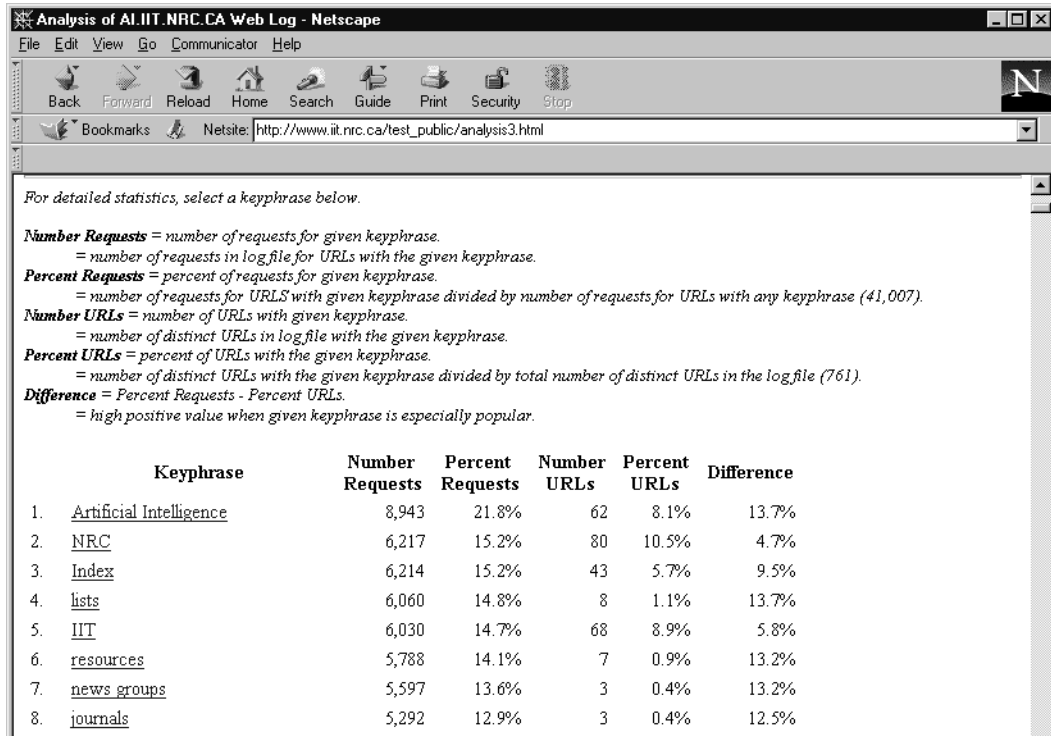 Analysis of AI.IIT.NRC.CA Web Log - Netscape
File Edit View Go Communicator Help
Back Forward Reload Home Search Guide Print Security Stop
N
Bookmarks Netsite: http://www.iit.nrc.ca/test_public/analysis3.html
For detailed statistics, select a keyphrase below.
Number Requests = number of requests for given keyphrase.
= number of requests in log file for URLs with the given keyphrase.
Percent Requests = percent of requests for given keyphrase.
= number of requests for URLS with given keyphrase divided by number of requests for URLs with any keyphrase (41,007).
Number URLs = number of URLs with given keyphrase.
= number of distinct URLs in log file with the given keyphrase.
Percent URLs = percent of URLs with the given keyphrase.
= number of distinct URLs with the given keyphrase divided by total number of distinct URLs in the log file (761).
Difference = Percent Requests - Percent URLs.
= high positive value when given keyphrase is especially popular.
Keyphrase Number Requests Percent Requests Number URLs Percent URLs Difference
1. Artificial Intelligence 8,943 21.8% 62 8.1% 13.7%
2. NRC 6,217 15.2% 80 10.5% 4.7%
3. Index 6,214 15.2% 43 5.7% 9.5%
4. lists 6,060 14.8% 8 1.1% 13.7%
5. IIT 6,030 14.7% 68 8.9% 5.8%
6. resources 5,788 14.1% 7 0.9% 13.2%
7. news groups 5,597 13.6% 3 0.4% 13.2%
8. journals 5,292 12.9% 3 0.4% 12.5%